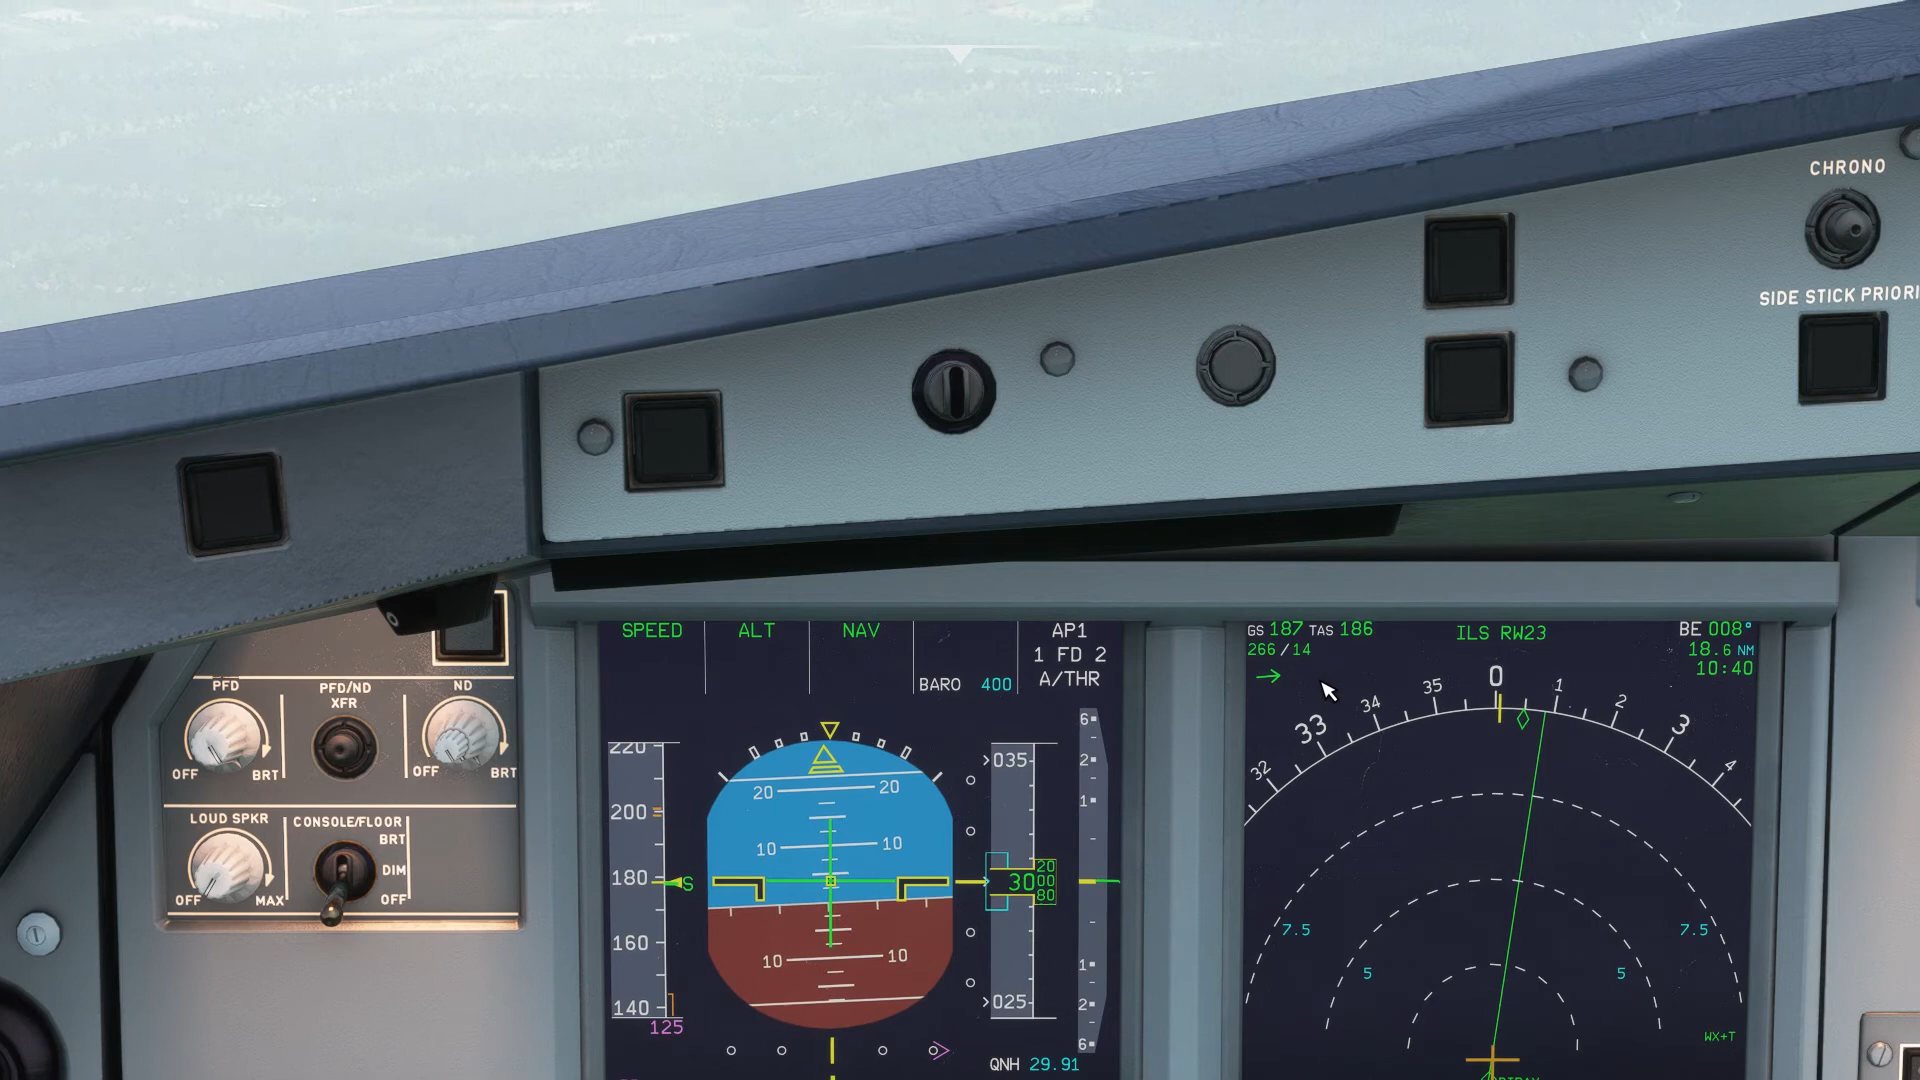 CHRONO
SIDE STICK PRIORI
PFD
PFD/ND
XFR
ND
OFF
BRT
OFF
BRT
LOUD SPKR
CONSOLE/FLOOR
BRT
DIM
OFF
OFF
MAX
SPEED
ALT
NAV
AP1
1 FD 2
A/THR
BARO 400
220
200
180
160
140
125
S
20 20
10 10
10 10
035
20
3000
80
025
6
2
1
1
2
6
QNH 29.91
GS 187 TAS 186
266/14
ILS RW23
BE 008°
18.6 NM
10:40
32 33 34 35 0 1 2 3 4
7.5 7.5
5 5
WX+T